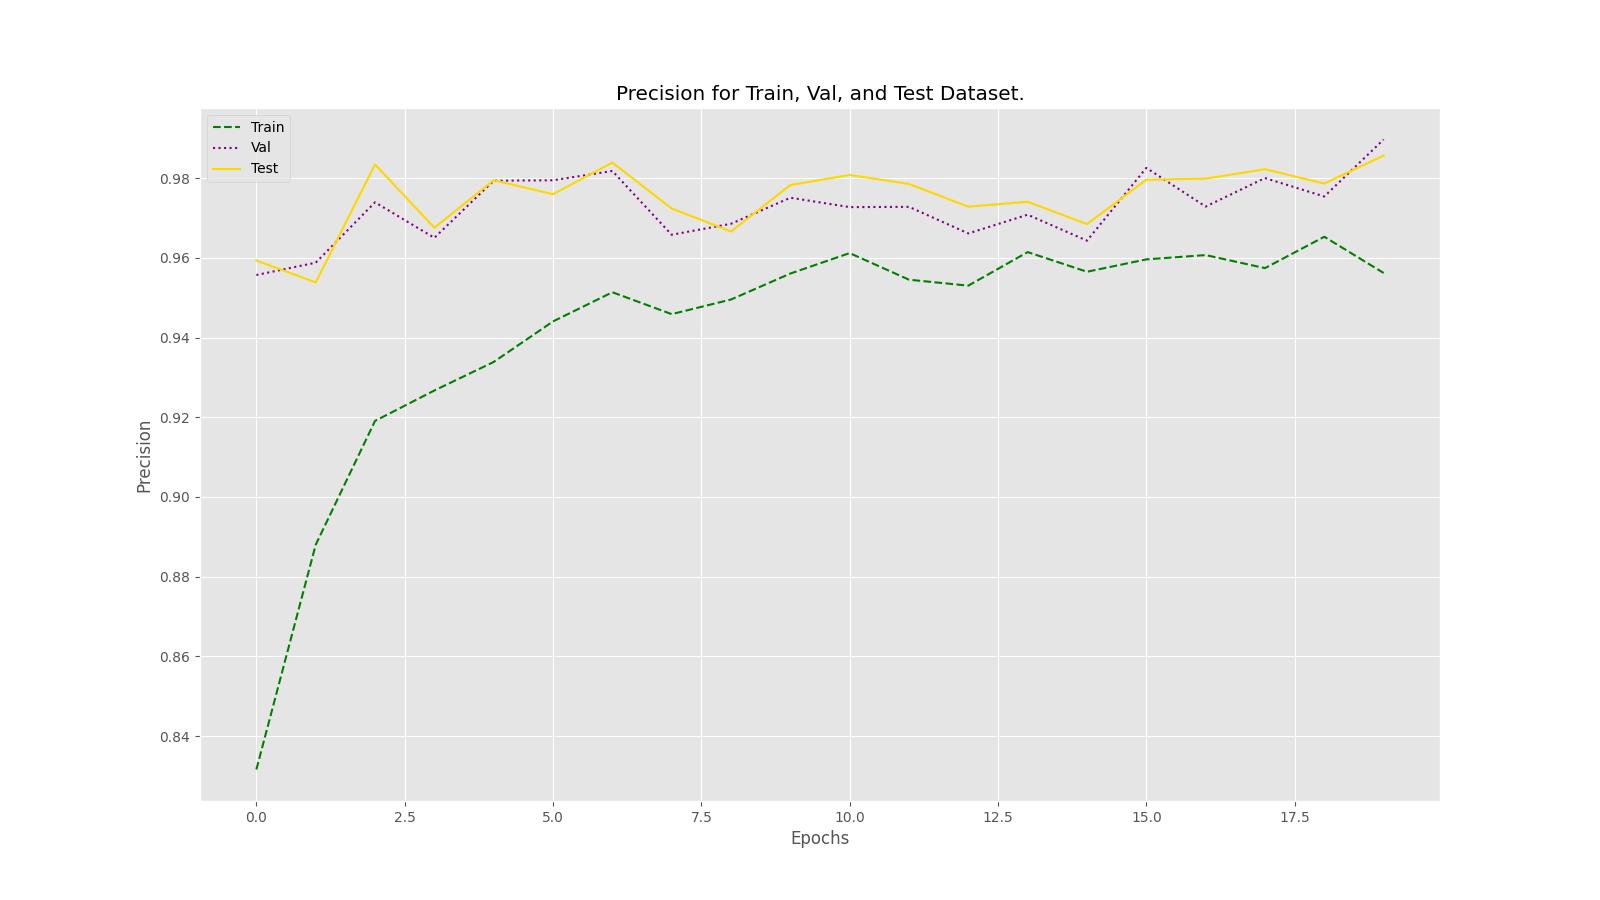 Precision for Train, Val, and Test Dataset.
Train
Val
Test
0.98
0.96
0.94
0.92
0.90
0.88
0.86
0.84
Precision
0.0 2.5 5.0 7.5 10.0 12.5 15.0 17.5
Epochs